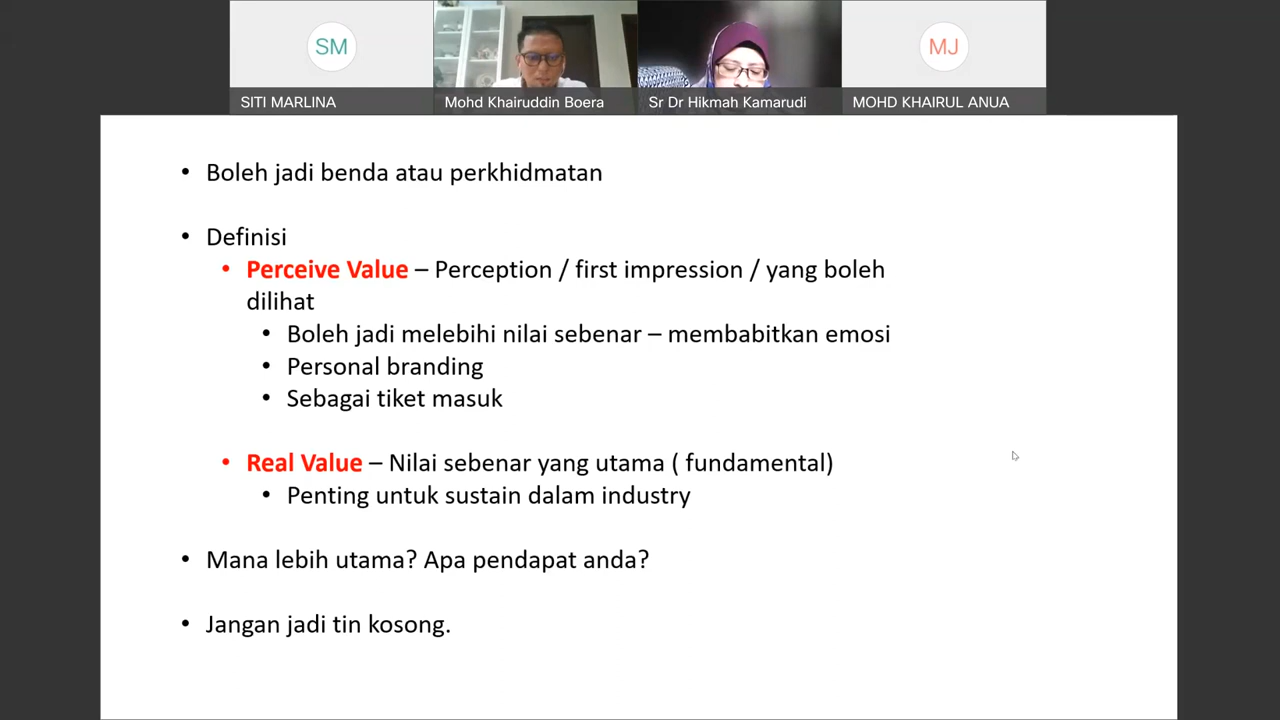 SM
MJ
SITI MARLINA
Mohd Khairuddin Boera
Sr Dr Hikmah Kamarudi
MOHD KHAIRUL ANUA
• Boleh jadi benda atau perkhidmatan
• Definisi
• Perceive Value – Perception / first impression / yang boleh
dilihat
• Boleh jadi melebihi nilai sebenar – membabitkan emosi
• Personal branding
• Sebagai tiket masuk
• Real Value – Nilai sebenar yang utama ( fundamental)
• Penting untuk sustain dalam industry
• Mana lebih utama? Apa pendapat anda?
• Jangan jadi tin kosong.